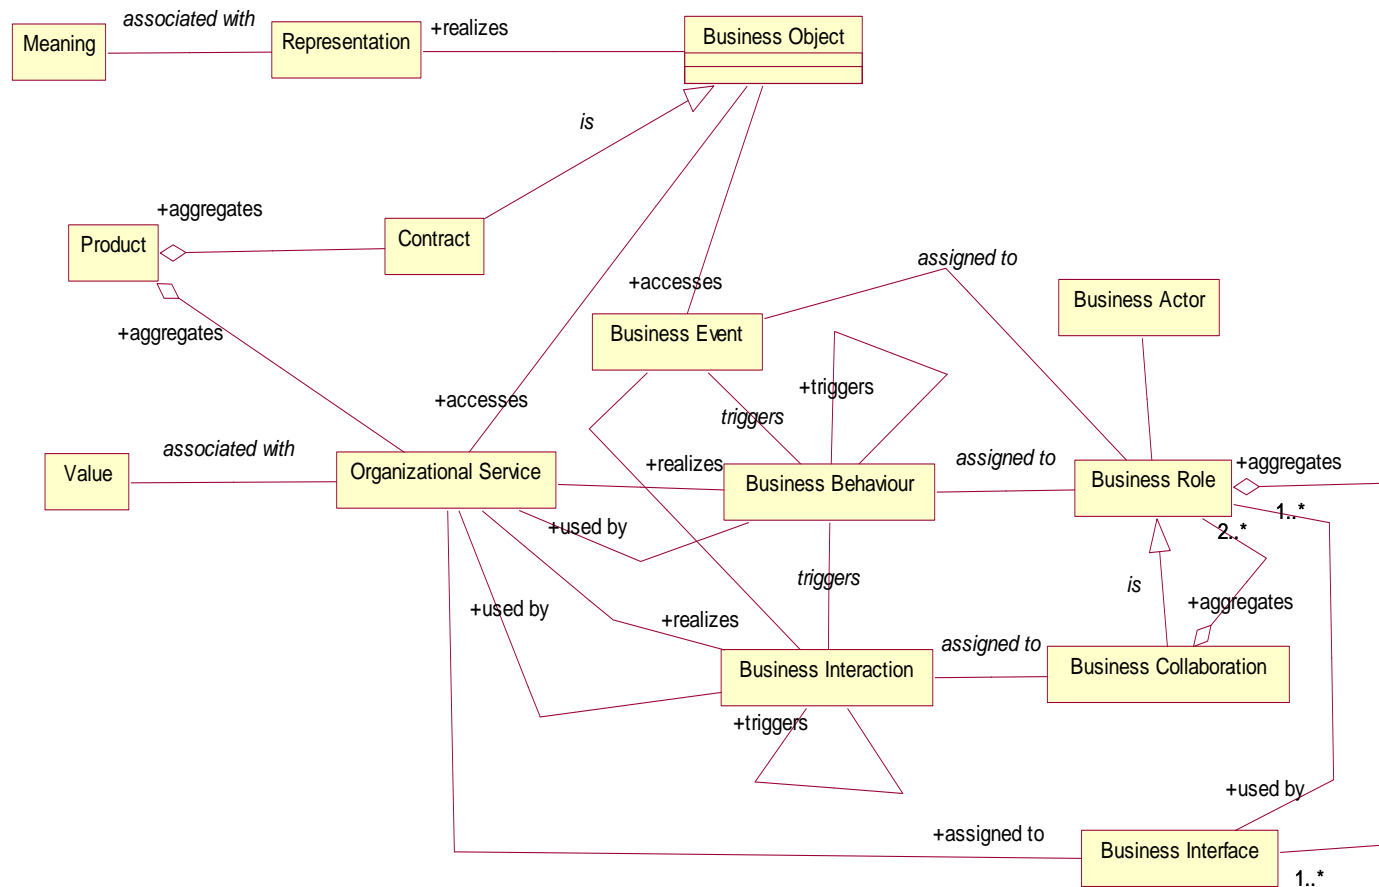 associated with
+realizes
Meaning
Representation
Business Object
is
+aggregates
Product
Contract
assigned to
+accesses
Business Actor
+aggregates
Business Event
+triggers
+accesses
triggers
associated with
+realizes
assigned to
+aggregates
Value
Organizational Service
Business Behaviour
Business Role
1..*
2..*
+used by
triggers
is
+used by
+realizes
+aggregates
assigned to
Business Interaction
Business Collaboration
+triggers
+used by
+assigned to
Business Interface
1..*